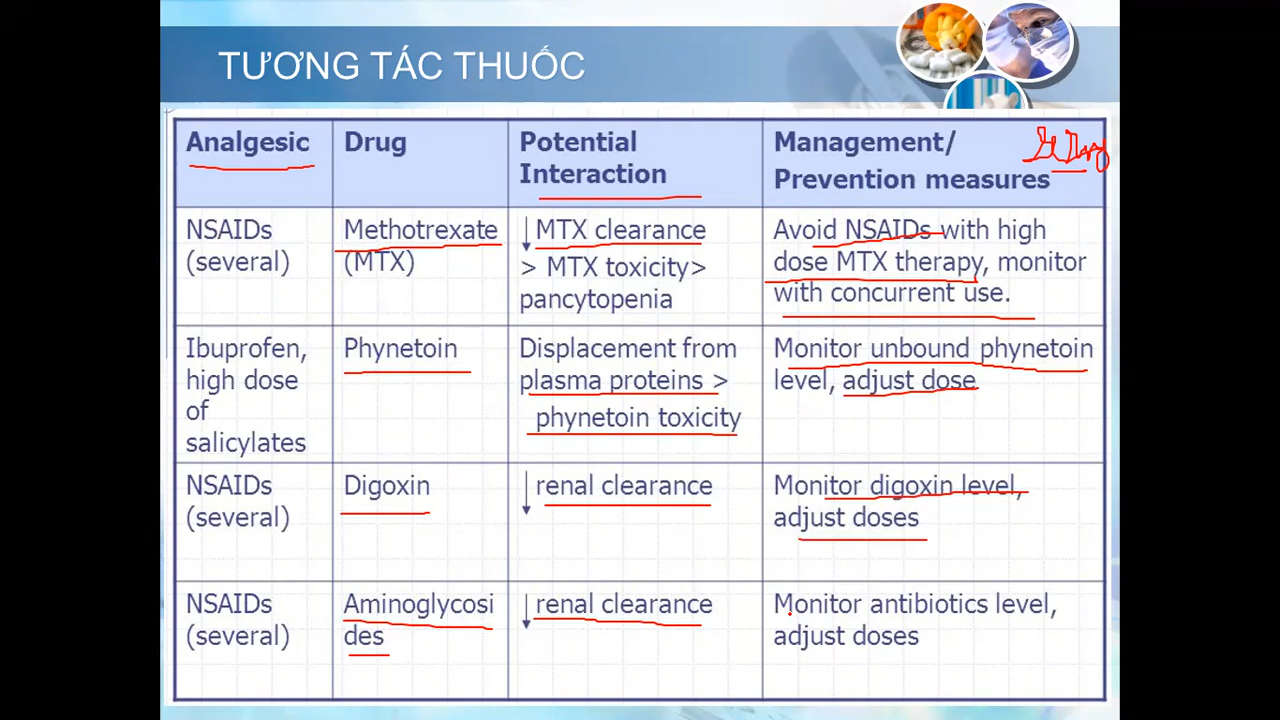 TƯƠNG TÁC THUỐC
Analgesic
Drug
Potential
Interaction
Management/
Prevention measures
NSAIDs
(several)
Methotrexate
(MTX)
↓ MTX clearance
> MTX toxicity>
pancytopenia
Avoid NSAIDs with high
dose MTX therapy, monitor
with concurrent use.
Ibuprofen,
high dose
of
salicylates
Phynetoin
Displacement from
plasma proteins >
phynetoin toxicity
Monitor unbound phynetoin
level, adjust dose
NSAIDs
(several)
Digoxin
↓ renal clearance
Monitor digoxin level,
adjust doses
NSAIDs
(several)
Aminoglycosi
des
↓ renal clearance
Monitor antibiotics level,
adjust doses